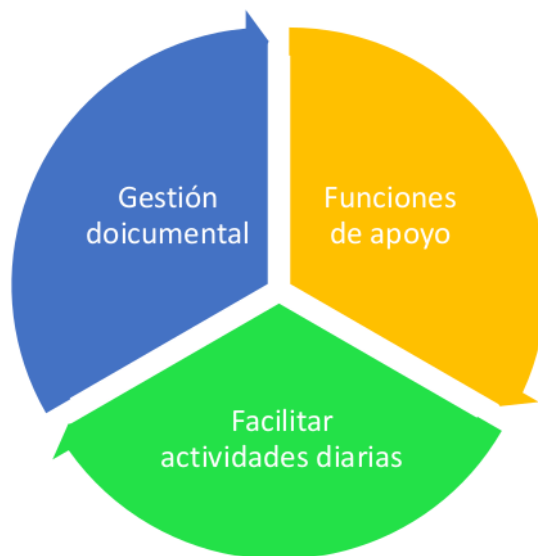 Gestión
doicumental
Funciones
de apoyo
Facilitar
actividades diarias